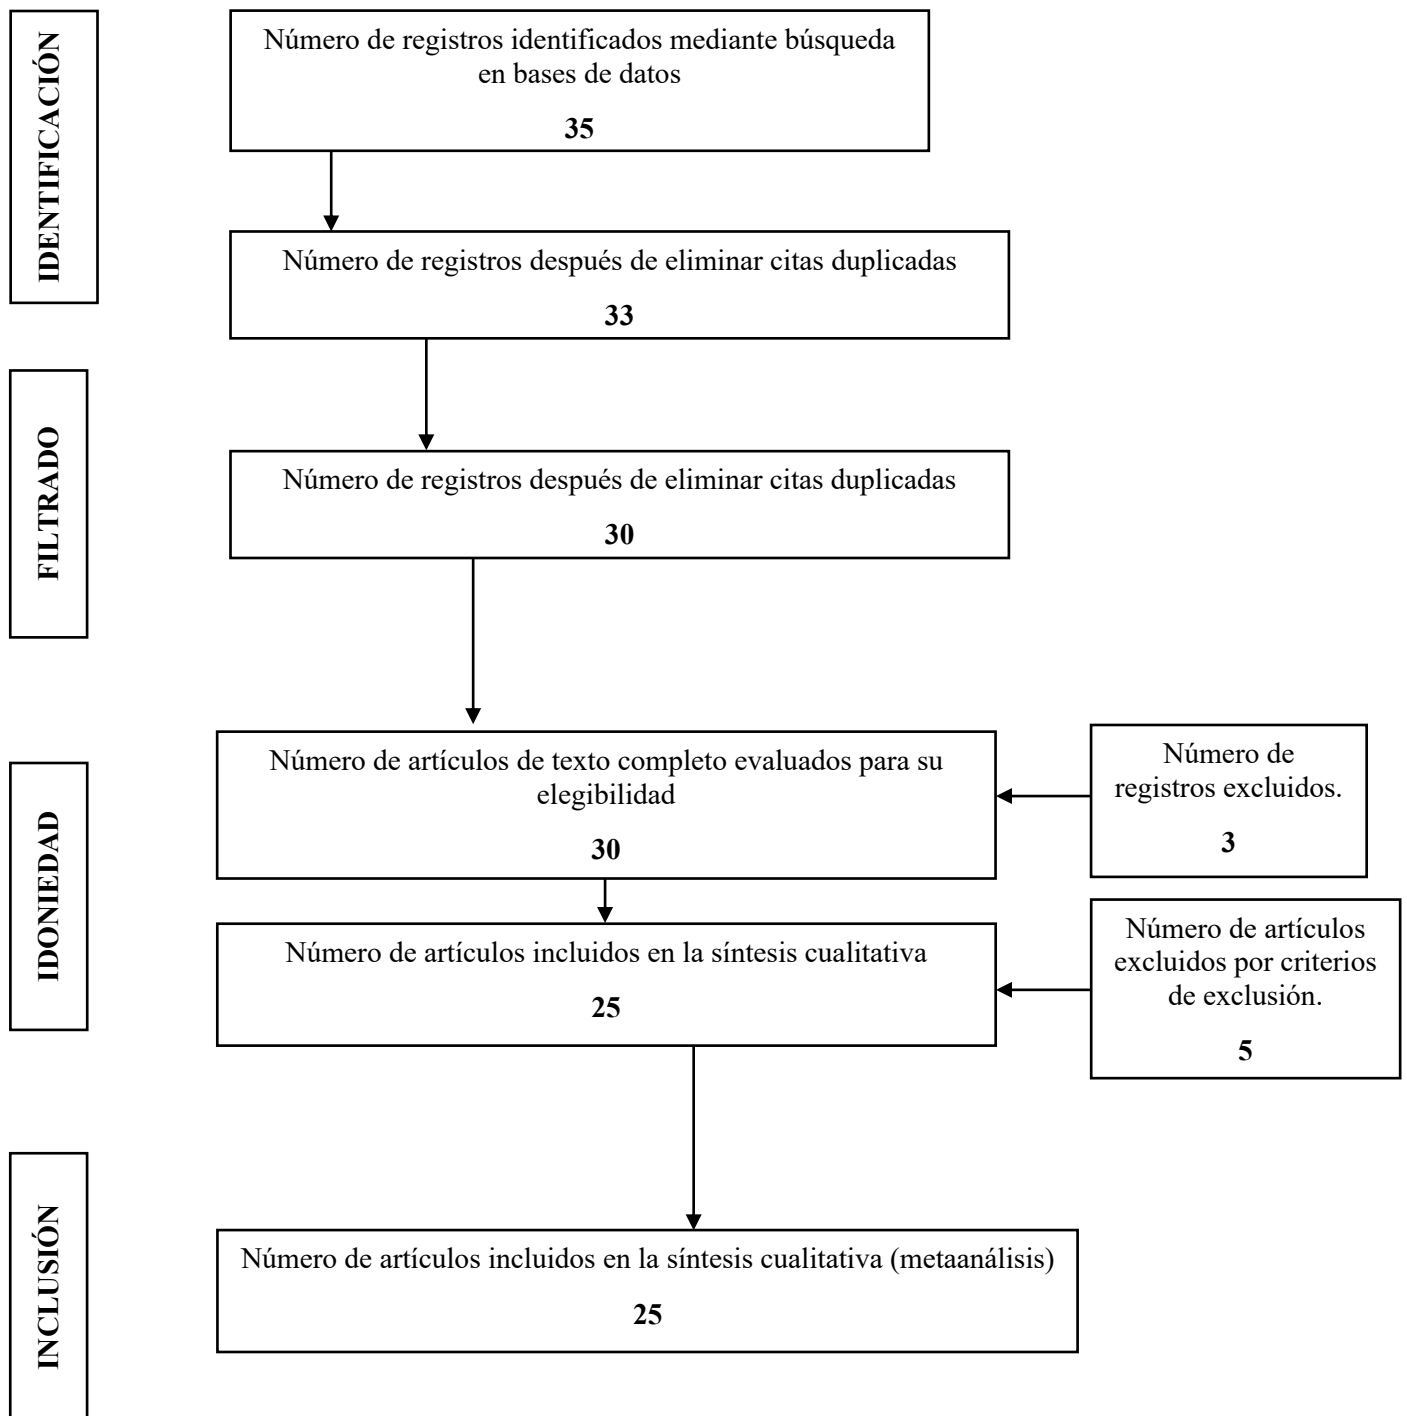 IDENTIFICACIÓN
Número de registros identificados mediante búsqueda
en bases de datos
35
Número de registros después de eliminar citas duplicadas
33
FILTRADO
Número de registros después de eliminar citas duplicadas
30
IDONIEDAD
Número de artículos de texto completo evaluados para su
elegibilidad
30
Número de
registros excluidos.
3
Número de artículos incluidos en la síntesis cualitativa
25
Número de artículos
excluidos por criterios
de exclusión.
5
INCLUSIÓN
Número de artículos incluidos en la síntesis cualitativa (metaanálisis)
25